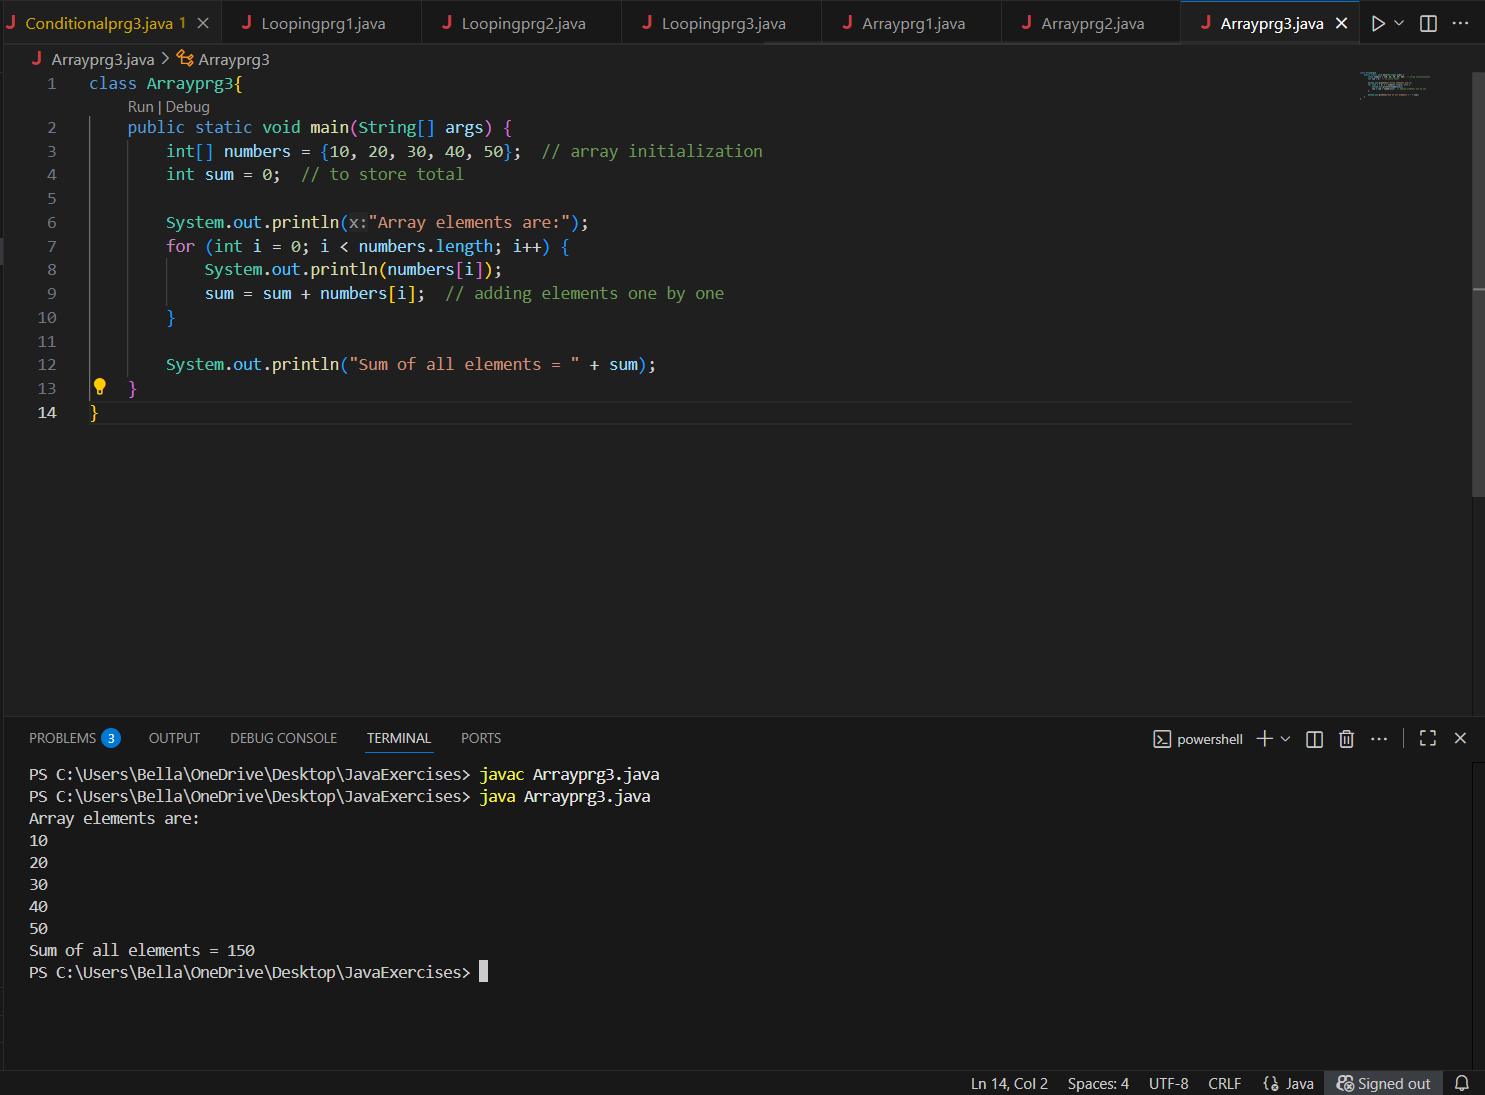 J Conditionalprg3.java 1 J Loopingprg1.java J Loopingprg2.java J Loopingprg3.java J Arrayprg1.java J Arrayprg2.java J Arrayprg3.java
J Arrayprg3.java > Arrayprg3
1 class Arrayprg3{
Run | Debug
2 public static void main(String[] args) {
3 int[] numbers = {10, 20, 30, 40, 50};  // array initialization
4 int sum = 0;  // to store total
5
6 System.out.println(x:"Array elements are:");
7 for (int i = 0; i < numbers.length; i++) {
8 System.out.println(numbers[i]);
9 sum = sum + numbers[i];  // adding elements one by one
10 }
11
12 System.out.println("Sum of all elements = " + sum);
13 }
14 }
PROBLEMS 3 OUTPUT DEBUG CONSOLE TERMINAL PORTS powershell
PS C:\Users\Bella\OneDrive\Desktop\JavaExercises> javac Arrayprg3.java
PS C:\Users\Bella\OneDrive\Desktop\JavaExercises> java Arrayprg3.java
Array elements are:
10
20
30
40
50
Sum of all elements = 150
PS C:\Users\Bella\OneDrive\Desktop\JavaExercises>
Ln 14, Col 2 Spaces: 4 UTF-8 CRLF Java Signed out